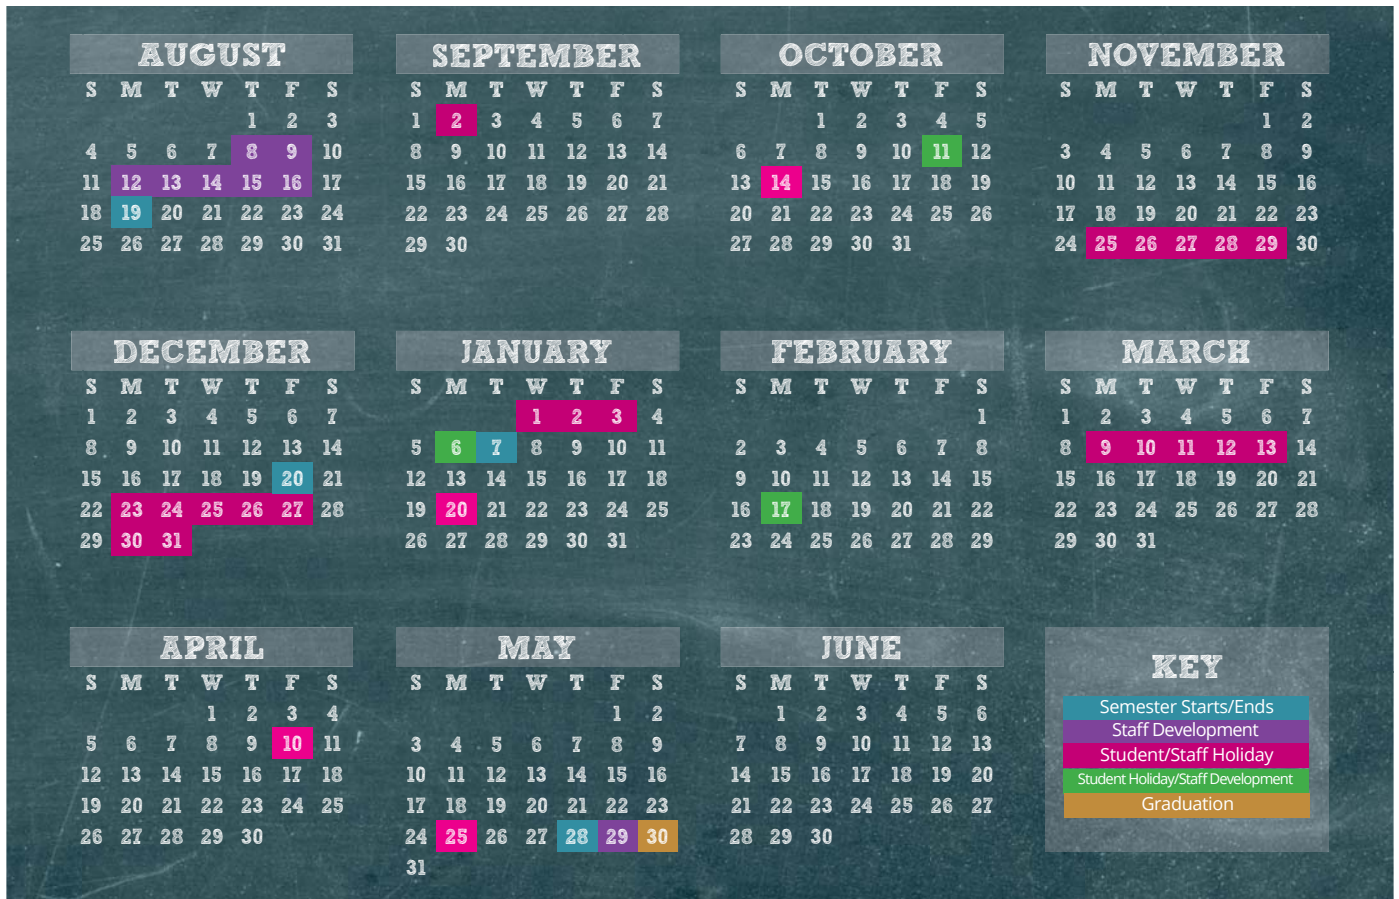 AUGUST
S M T W T F S
1 2 3
4 5 6 7 8 9 10
11 12 13 14 15 16 17
18 19 20 21 22 23 24
25 26 27 28 29 30 31
SEPTEMBER
S M T W T F S
1 2 3 4 5 6 7
8 9 10 11 12 13 14
15 16 17 18 19 20 21
22 23 24 25 26 27 28
29 30
OCTOBER
S M T W T F S
1 2 3 4 5
6 7 8 9 10 11 12
13 14 15 16 17 18 19
20 21 22 23 24 25 26
27 28 29 30 31
NOVEMBER
S M T W T F S
1 2
3 4 5 6 7 8 9
10 11 12 13 14 15 16
17 18 19 20 21 22 23
24 25 26 27 28 29 30
DECEMBER
S M T W T F S
1 2 3 4 5 6 7
8 9 10 11 12 13 14
15 16 17 18 19 20 21
22 23 24 25 26 27 28
29 30 31
JANUARY
S M T W T F S
1 2 3 4
5 6 7 8 9 10 11
12 13 14 15 16 17 18
19 20 21 22 23 24 25
26 27 28 29 30 31
FEBRUARY
S M T W T F S
1
2 3 4 5 6 7 8
9 10 11 12 13 14 15
16 17 18 19 20 21 22
23 24 25 26 27 28 29
MARCH
S M T W T F S
1 2 3 4 5 6 7
8 9 10 11 12 13 14
15 16 17 18 19 20 21
22 23 24 25 26 27 28
29 30 31
APRIL
S M T W T F S
1 2 3 4
5 6 7 8 9 10 11
12 13 14 15 16 17 18
19 20 21 22 23 24 25
26 27 28 29 30
MAY
S M T W T F S
1 2
3 4 5 6 7 8 9
10 11 12 13 14 15 16
17 18 19 20 21 22 23
24 25 26 27 28 29 30
31
JUNE
S M T W T F S
1 2 3 4 5 6
7 8 9 10 11 12 13
14 15 16 17 18 19 20
21 22 23 24 25 26 27
28 29 30
KEY
Semester Starts/Ends
Staff Development
Student/Staff Holiday
Student Holiday/Staff Development
Graduation